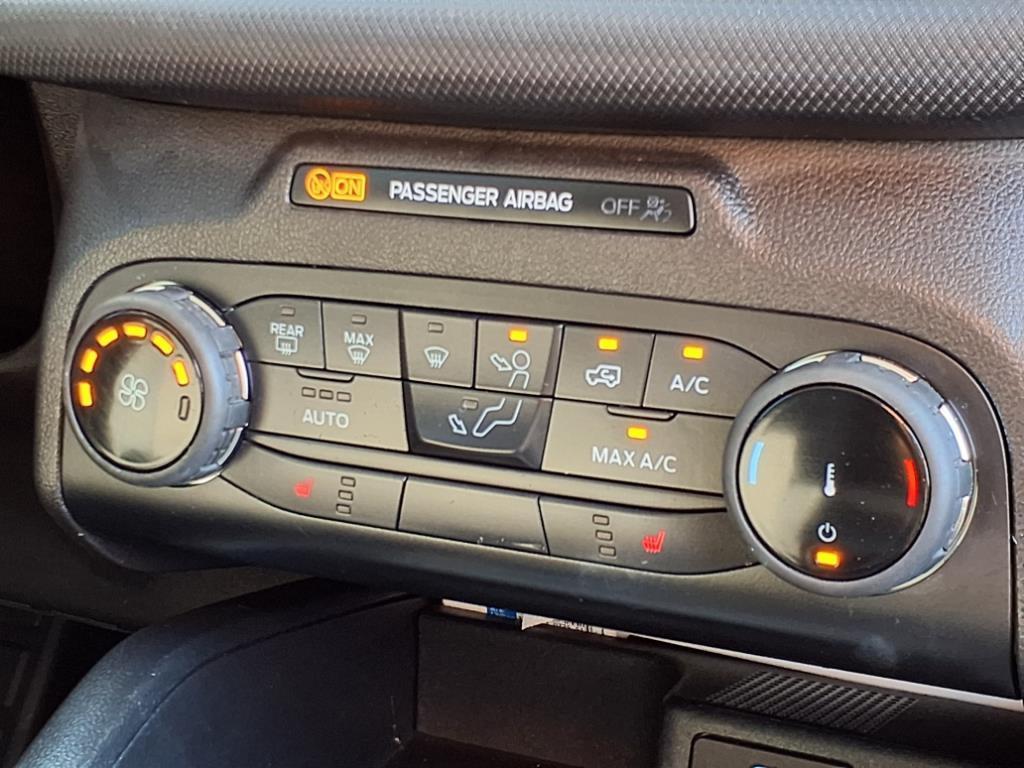 ON PASSENGER AIRBAG OFF
REAR
MAX
A/C
AUTO
MAX A/C